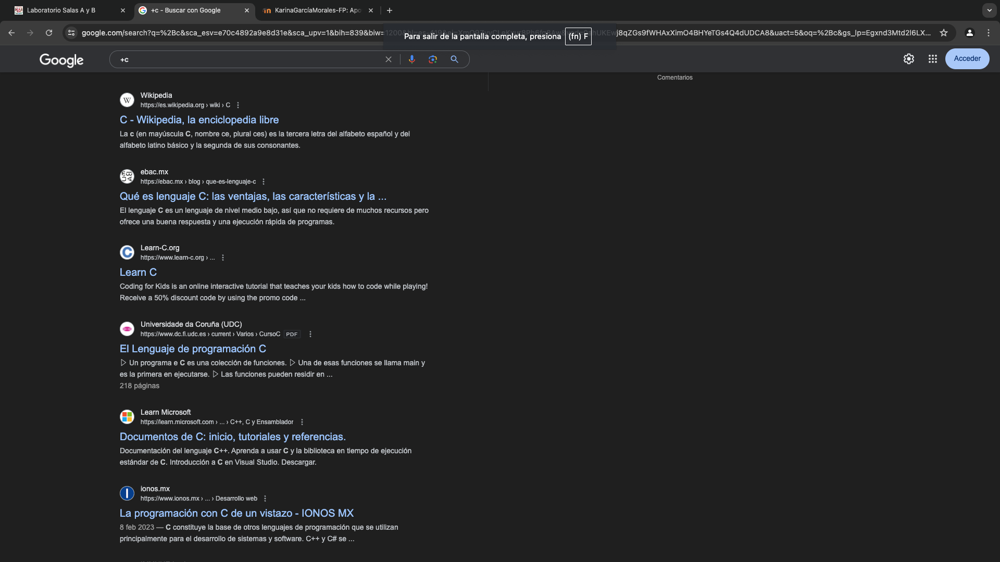 Laboratorio Salas A y B
+c - Buscar con Google
KarinaGarcíaMorales-FP: Apo
google.com/search?q=%2Bc&sca_esv=e70c4892a9e8d31e&sca_upv=1&bih=839&biw=
j8qZGs9fWHAxXimO4BHYeTGs4Q4dUDCA8&uact=5&oq=%2Bc&gs_lp=Egxnd3Mtd2l6LX...
Para salir de la pantalla completa, presiona (fn) F
Google
+c
Acceder
Comentarios
W
Wikipedia
https://es.wikipedia.org › wiki › C
C - Wikipedia, la enciclopedia libre
La c (en mayúscula C, nombre ce, plural ces) es la tercera letra del alfabeto español y del
alfabeto latino básico y la segunda de sus consonantes.
ebac.mx
https://ebac.mx › blog › que-es-lenguaje-c
Qué es lenguaje C: las ventajas, las características y la ...
El lenguaje C es un lenguaje de nivel medio bajo, así que no requiere de muchos recursos pero
ofrece una buena respuesta y una ejecución rápida de programas.
C
Learn-C.org
https://www.learn-c.org › ...
Learn C
Coding for Kids is an online interactive tutorial that teaches your kids how to code while playing!
Receive a 50% discount code by using the promo code ...
Universidade da Coruña (UDC)
https://www.dc.fi.udc.es › current › Varios › CursoC PDF
El Lenguaje de programación C
▷ Un programa e C es una colección de funciones. ▷ Una de esas funciones se llama main y
es la primera en ejecutarse. ▷ Las funciones pueden residir en ...
218 páginas
Learn Microsoft
https://learn.microsoft.com › ... › C++, C y Ensamblador
Documentos de C: inicio, tutoriales y referencias.
Documentación del lenguaje C++. Aprenda a usar C y la biblioteca en tiempo de ejecución
estándar de C. Introducción a C en Visual Studio. Descargar.
ionos.mx
https://www.ionos.mx › ... › Desarrollo web
La programación con C de un vistazo - IONOS MX
8 feb 2023 — C constituye la base de otros lenguajes de programación que se utilizan
principalmente para el desarrollo de sistemas y software. C++ y C# se ...